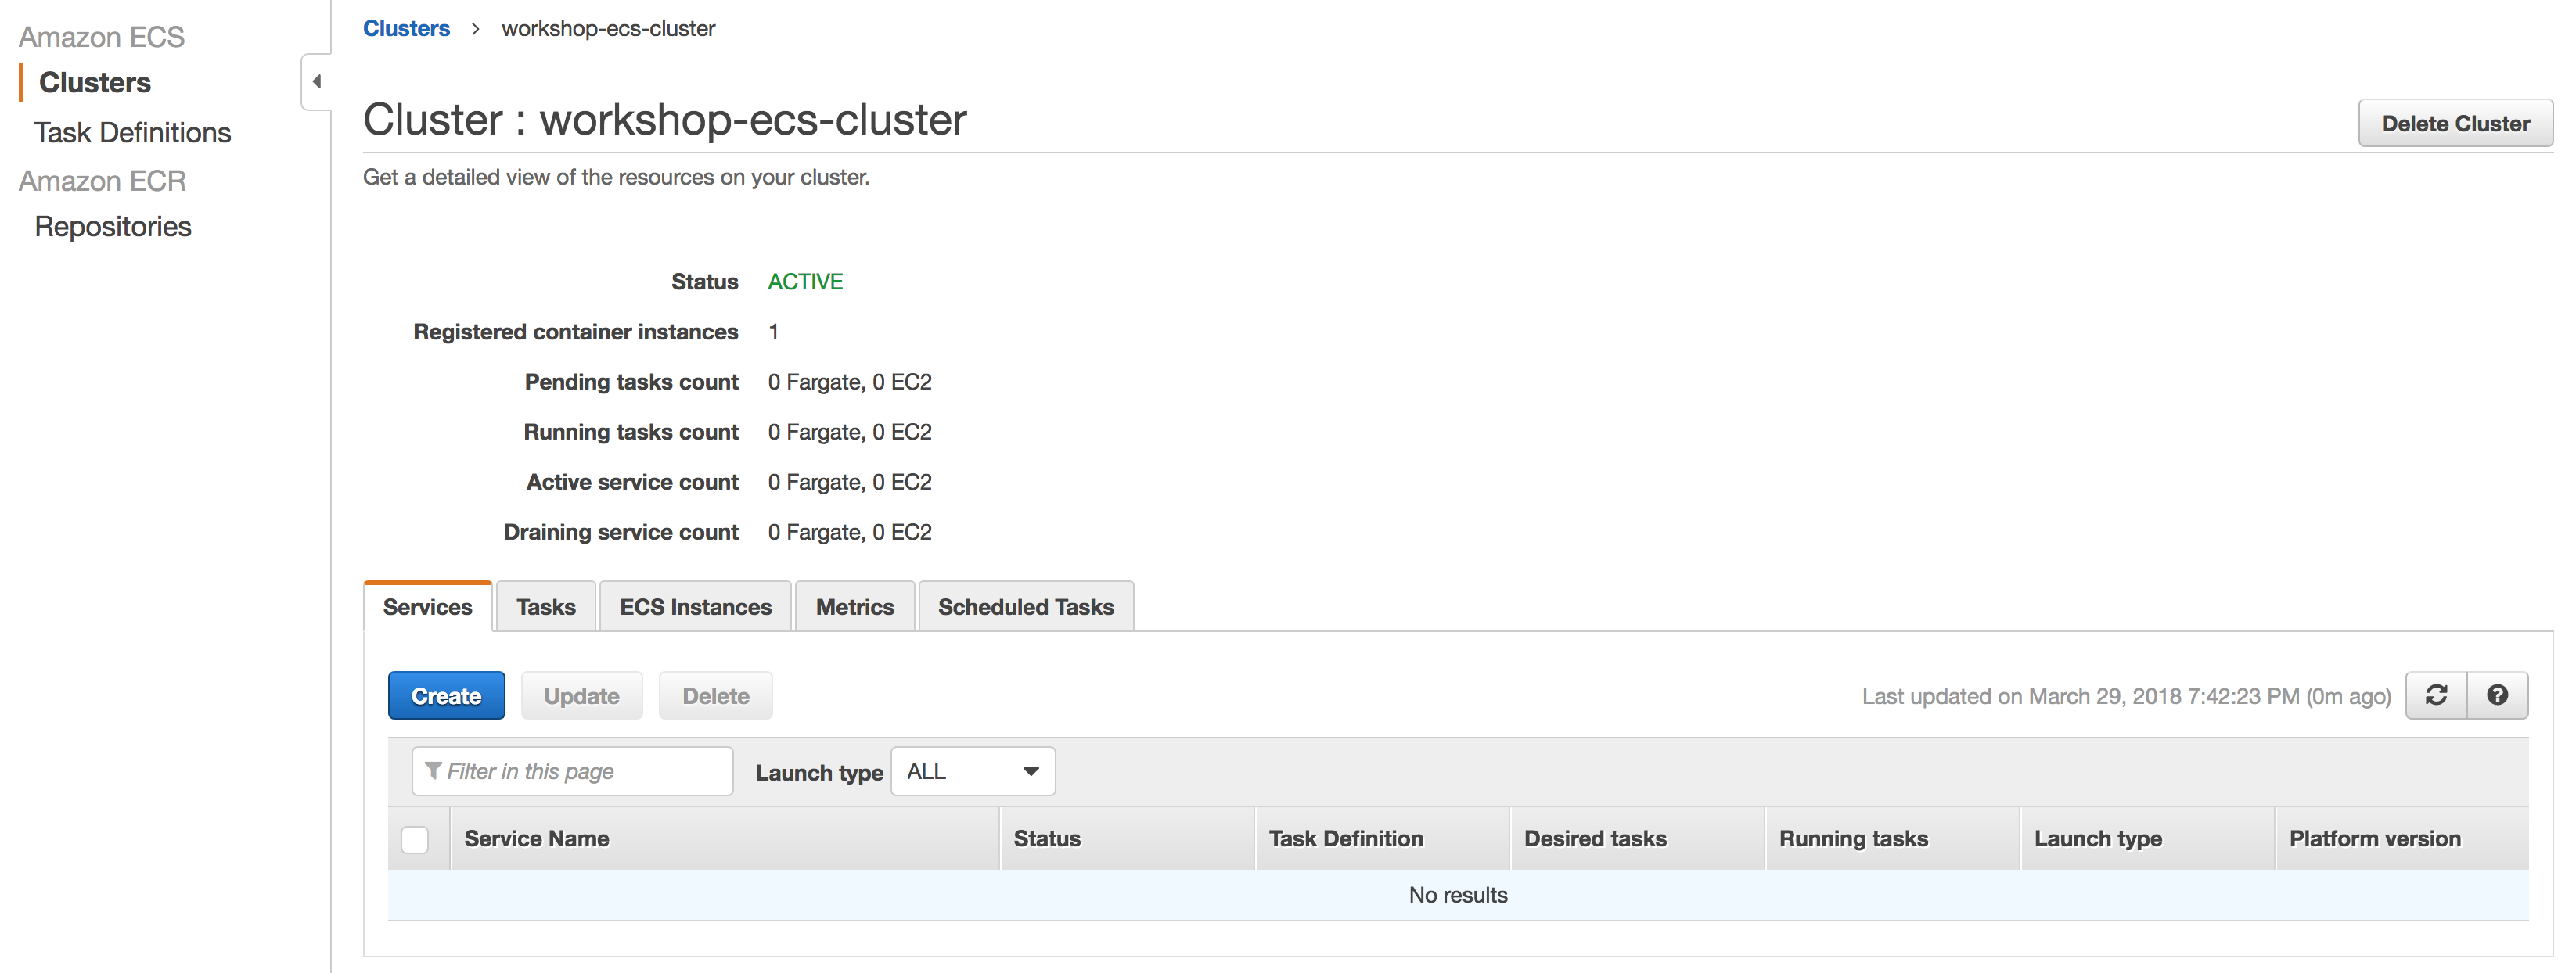 Amazon ECS
Clusters
Task Definitions
Amazon ECR
Repositories
Clusters > workshop-ecs-cluster
Cluster : workshop-ecs-cluster
Delete Cluster
Get a detailed view of the resources on your cluster.
Status ACTIVE
Registered container instances 1
Pending tasks count 0 Fargate, 0 EC2
Running tasks count 0 Fargate, 0 EC2
Active service count 0 Fargate, 0 EC2
Draining service count 0 Fargate, 0 EC2
Services Tasks ECS Instances Metrics Scheduled Tasks
Create Update Delete Last updated on March 29, 2018 7:42:23 PM (0m ago) ?
Filter in this page Launch type ALL
Service Name Status Task Definition Desired tasks Running tasks Launch type Platform version
No results